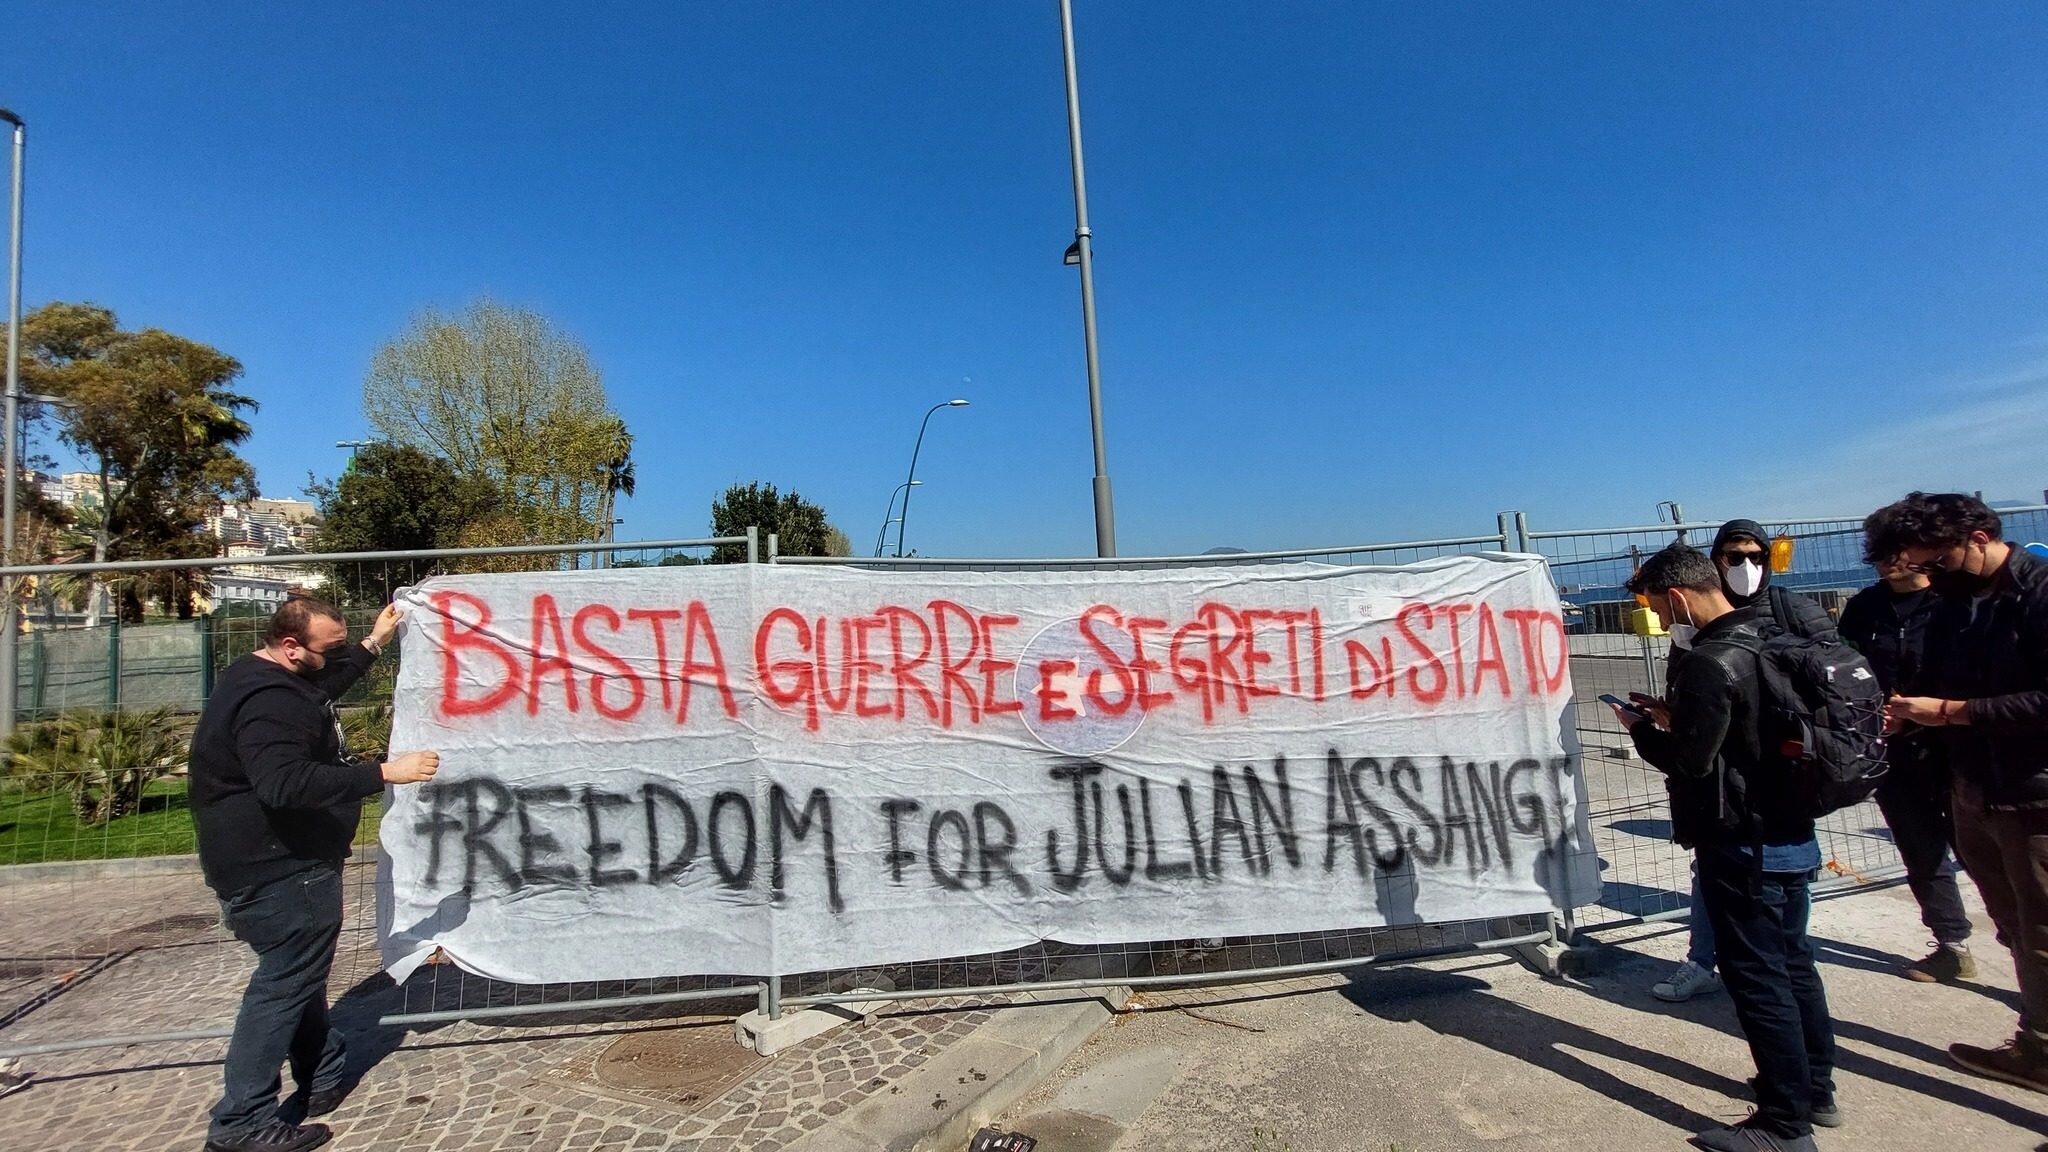 BASTA GUERRE E SEGRETI DI STATO
FREEDOM FOR JULIAN ASSANGE